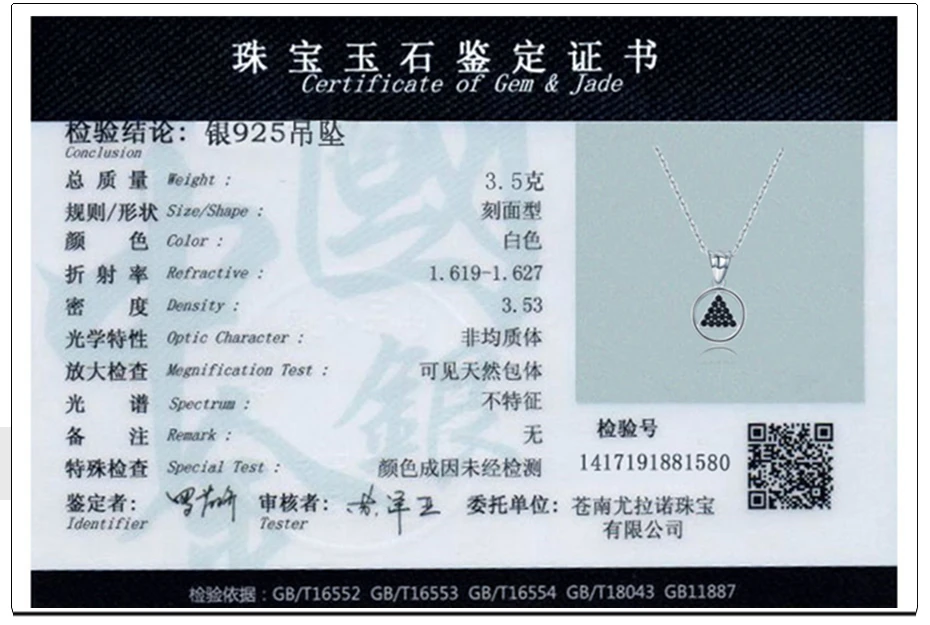 珠宝玉石鉴定证书
Certificate of Gem & Jade
检验结论：银925吊坠
Conclusion
总质量 Weight : 3.5克
规则/形状 Size/Shape : 刻面型
颜色 Color : 白色
折射率 Refractive : 1.619-1.627
密度 Density : 3.53
光学特性 Optic Character : 非均质体
放大检查 Megnification Test : 可见天然包体
光谱 Spectrum : 不特征
备注 Remark : 无
特殊检查 Special Test : 颜色成因未经检测
鉴定者： 审核者： 委托单位：苍南尤拉诺珠宝
Identifier Tester 有限公司
检验号
1417191881580
检验依据：GB/T16552 GB/T16553 GB/T16554 GB/T18043 GB11887